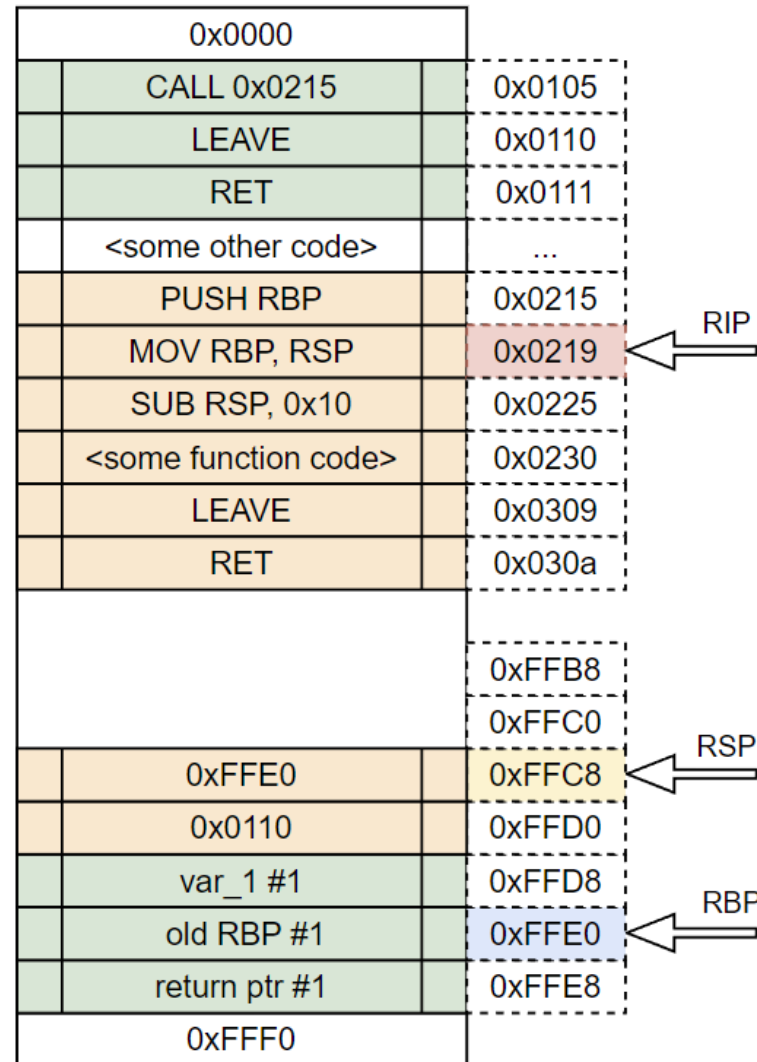 0x0000
CALL 0x0215 0x0105
LEAVE 0x0110
RET 0x0111
<some other code> ...
PUSH RBP 0x0215
RIP
MOV RBP, RSP 0x0219
SUB RSP, 0x10 0x0225
<some function code> 0x0230
LEAVE 0x0309
RET 0x030a
0xFFB8
0xFFC0
RSP
0xFFE0 0xFFC8
0x0110 0xFFD0
var_1 #1 0xFFD8
RBP
old RBP #1 0xFFE0
return ptr #1 0xFFE8
0xFFF0